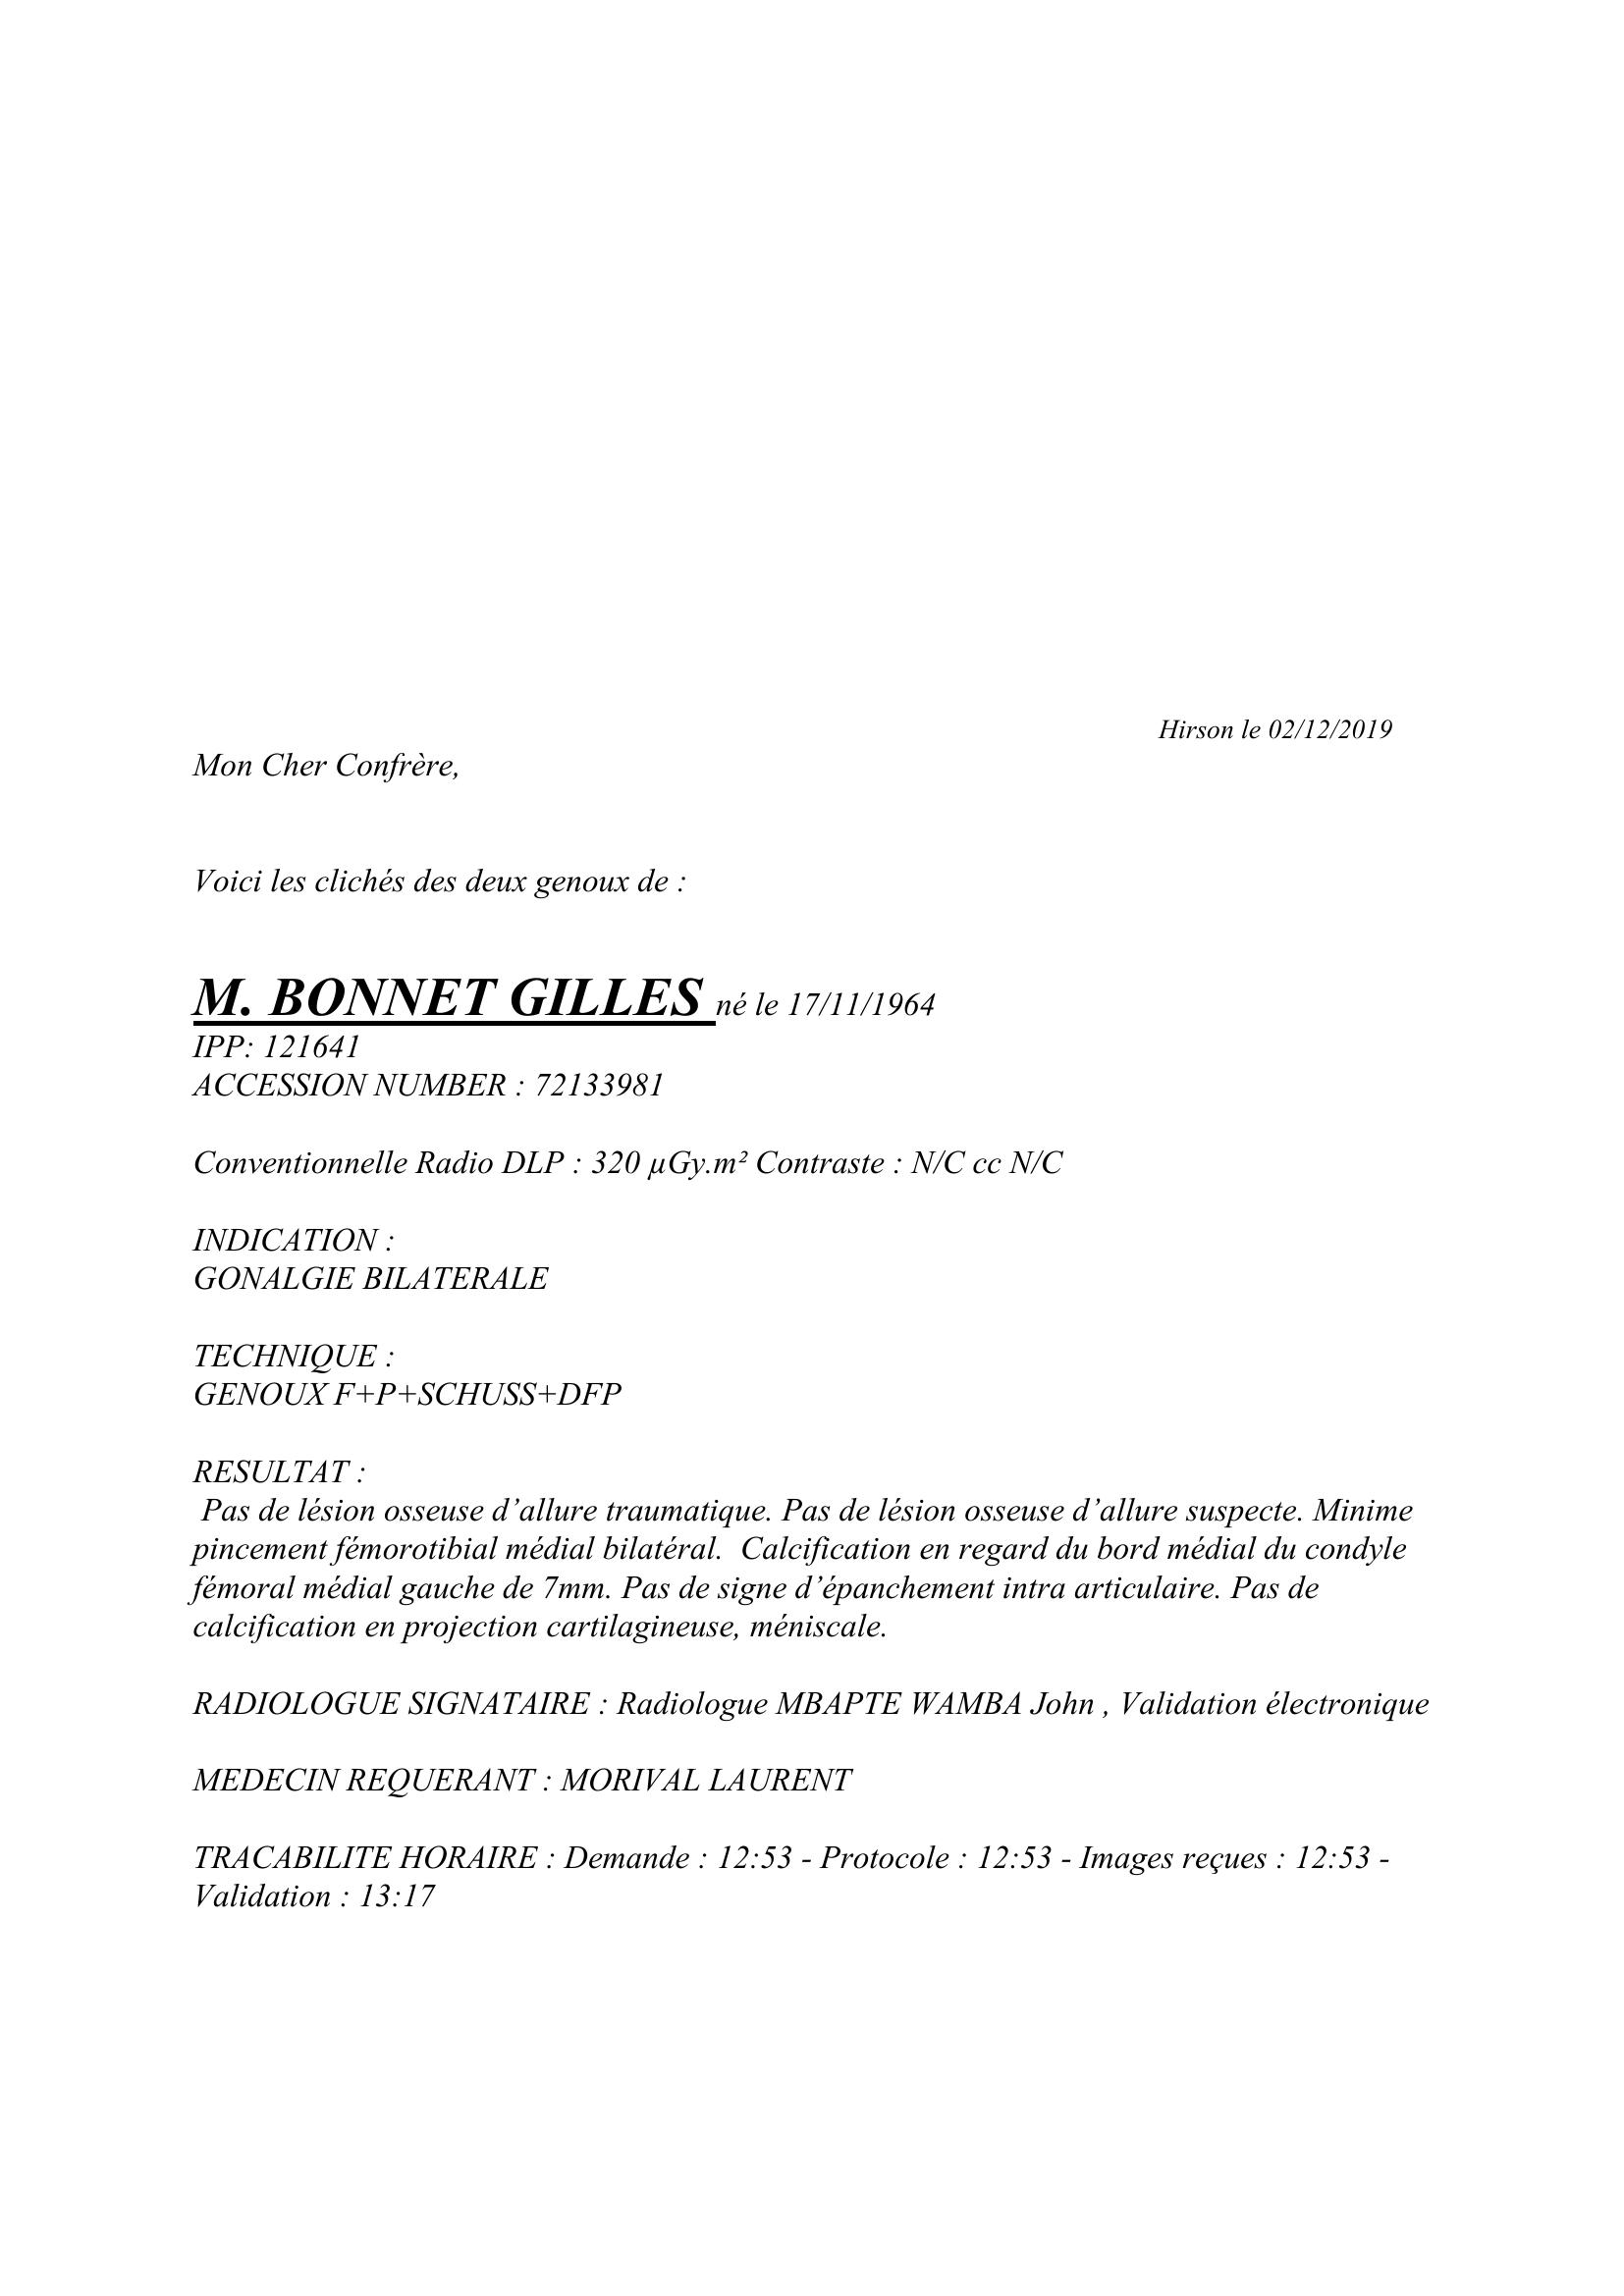 Hirson le 02/12/2019
Mon Cher Confrère,
Voici les clichés des deux genoux de :
M. BONNET GILLES né le 17/11/1964
IPP: 121641
ACCESSION NUMBER : 72133981
Conventionnelle Radio DLP : 320 µGy.m² Contraste : N/C cc N/C
INDICATION :
GONALGIE BILATERALE
TECHNIQUE :
GENOUX F+P+SCHUSS+DFP
RESULTAT :
Pas de lésion osseuse d’allure traumatique. Pas de lésion osseuse d’allure suspecte. Minime
pincement fémorotibial médial bilatéral. Calcification en regard du bord médial du condyle
fémoral médial gauche de 7mm. Pas de signe d’épanchement intra articulaire. Pas de
calcification en projection cartilagineuse, méniscale.
RADIOLOGUE SIGNATAIRE : Radiologue MBAPTE WAMBA John , Validation électronique
MEDECIN REQUERANT : MORIVAL LAURENT
TRACABILITE HORAIRE : Demande : 12:53 - Protocole : 12:53 - Images reçues : 12:53 -
Validation : 13:17